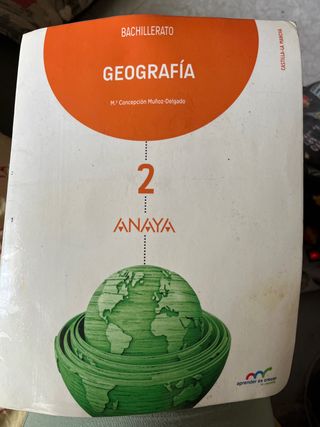 BACHILLERATO
CASTILLA-LA MANCHA
GEOGRAFÍA
M.ª Concepción Muñoz-Delgado
2
ANAYA
aprender es crecer